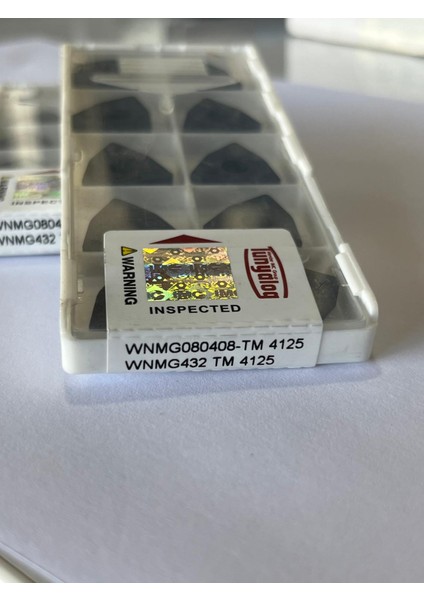 WARNING
Tungaloy
INSPECTED
WNMG080408-TM 4125
WNMG432 TM 4125
WNMG0804
WNMG432